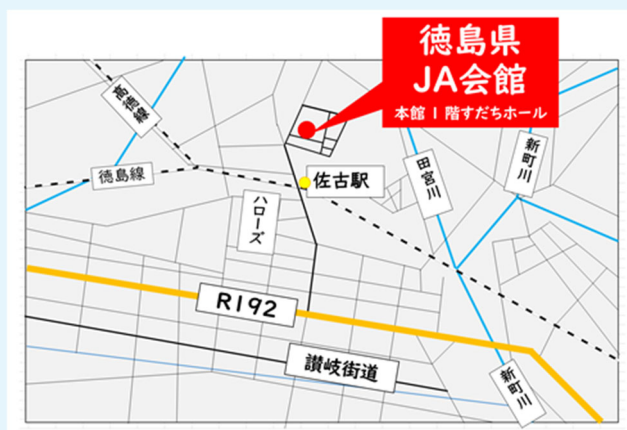 徳島県
JA会館
本館1階すだちホール
高徳線
徳島線
佐古駅
ハローズ
田宮川
新町川
R192
讃岐街道
新町川